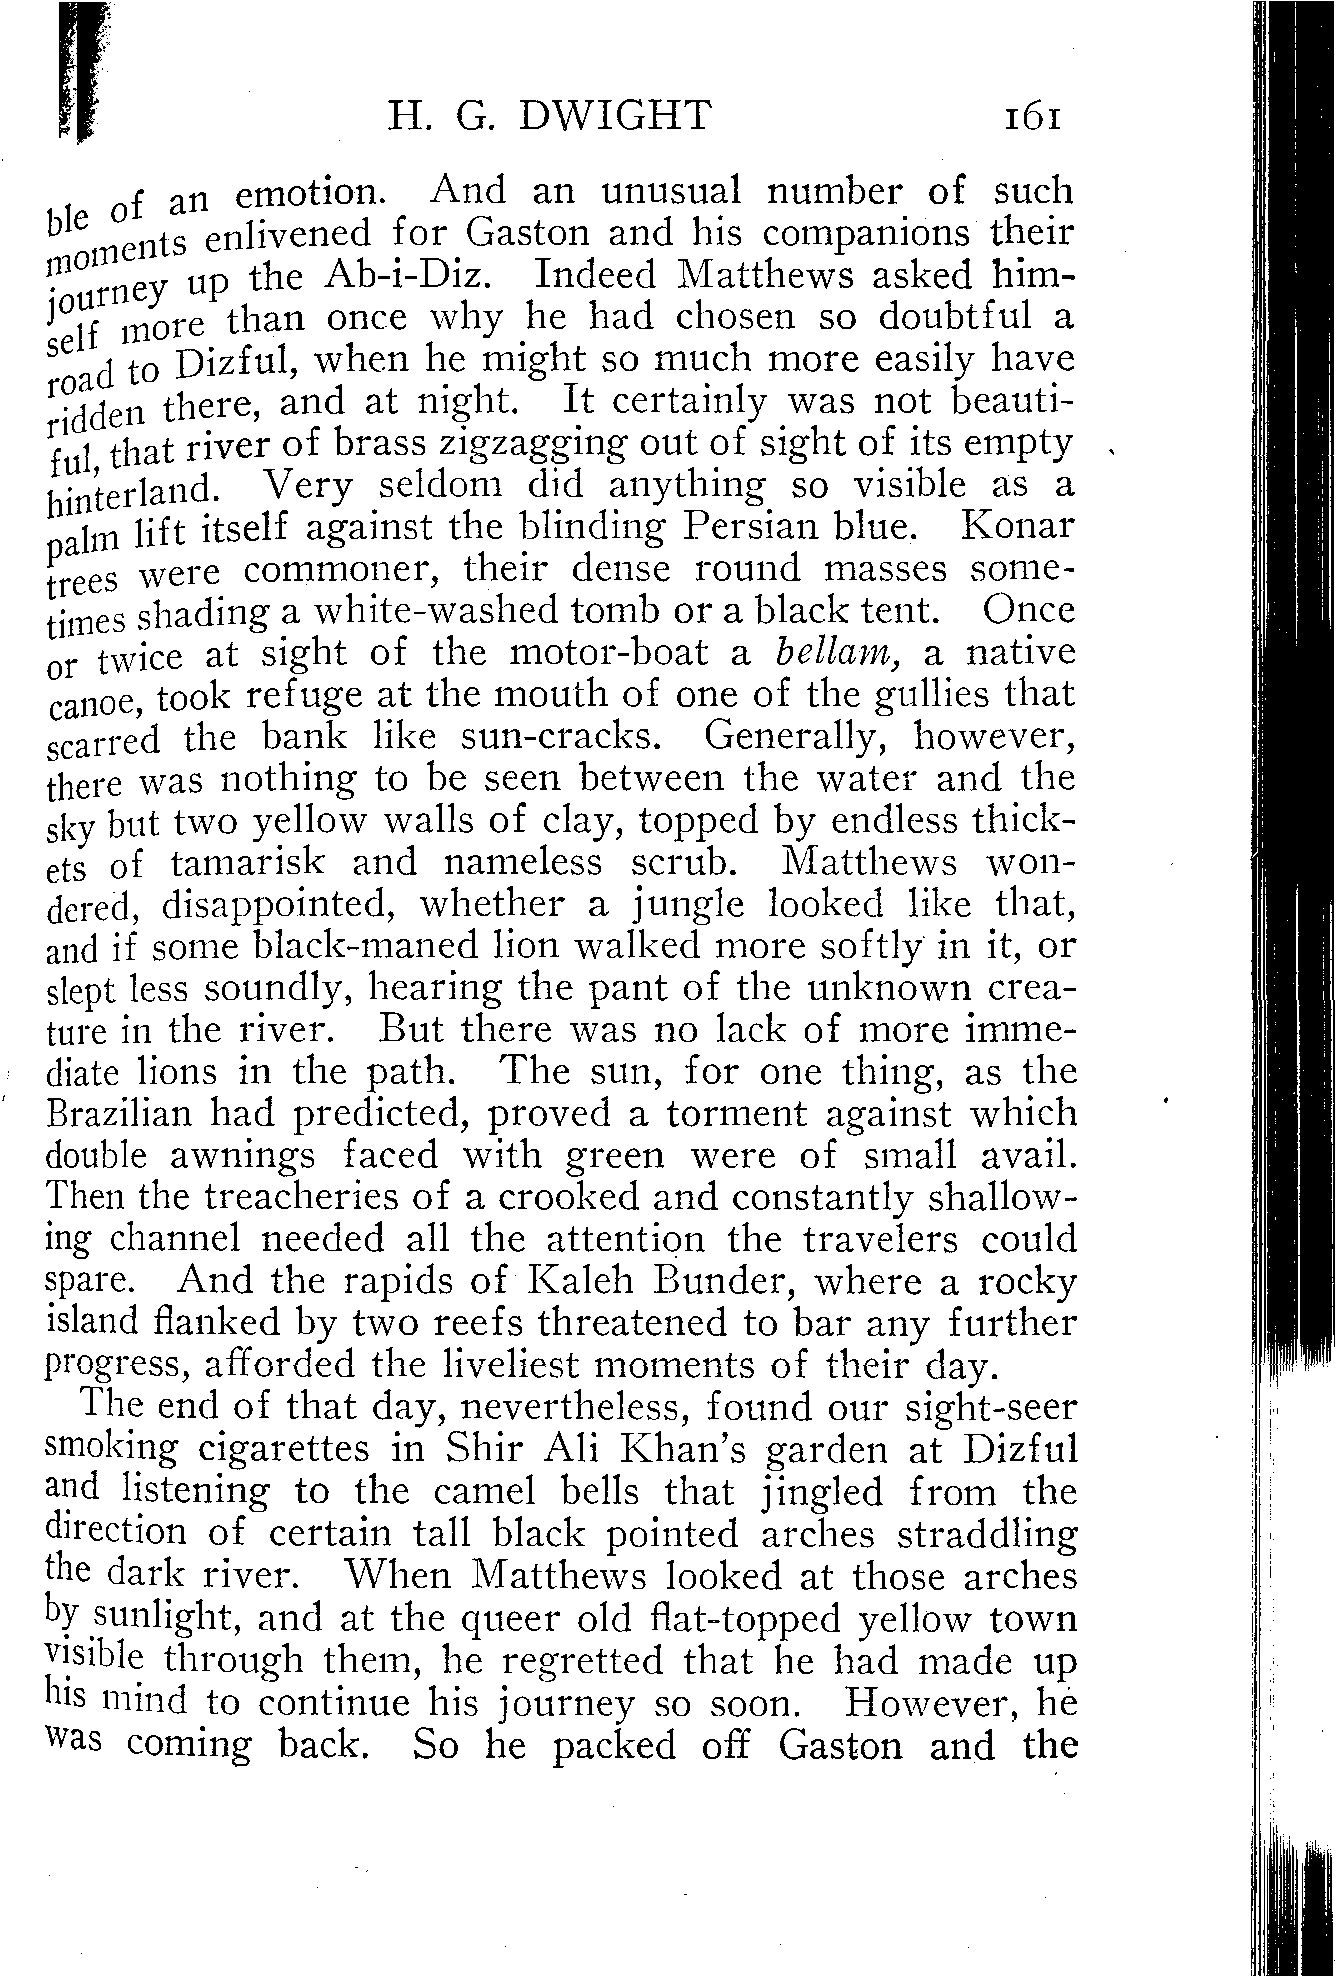 H. G. DWIGHT 161
ble of an emotion. And an unusual number of such
moments enlivened for Gaston and his companions their
journey up the Ab-i-Diz. Indeed Matthews asked him-
self more than once why he had chosen so doubtful a
road to Dizful, when he might so much more easily have
ridden there, and at night. It certainly was not beauti-
ful, that river of brass zigzagging out of sight of its empty
hinterland. Very seldom did anything so visible as a
palm lift itself against the blinding Persian blue. Konar
trees were commoner, their dense round masses some-
times shading a white-washed tomb or a black tent. Once
or twice at sight of the motor-boat a bellam, a native
canoe, took refuge at the mouth of one of the gullies that
scarred the bank like sun-cracks. Generally, however,
there was nothing to be seen between the water and the
sky but two yellow walls of clay, topped by endless thick-
ets of tamarisk and nameless scrub. Matthews won-
dered, disappointed, whether a jungle looked like that,
and if some black-maned lion walked more softly in it, or
slept less soundly, hearing the pant of the unknown crea-
ture in the river. But there was no lack of more imme-
diate lions in the path. The sun, for one thing, as the
Brazilian had predicted, proved a torment against which
double awnings faced with green were of small avail.
Then the treacheries of a crooked and constantly shallow-
ing channel needed all the attention the travelers could
spare. And the rapids of Kaleh Bunder, where a rocky
island flanked by two reefs threatened to bar any further
progress, afforded the liveliest moments of their day.
The end of that day, nevertheless, found our sight-seer
smoking cigarettes in Shir Ali Khan's garden at Dizful
and listening to the camel bells that jingled from the
direction of certain tall black pointed arches straddling
the dark river. When Matthews looked at those arches
by sunlight, and at the queer old flat-topped yellow town
visible through them, he regretted that he had made up
his mind to continue his journey so soon. However, he
was coming back. So he packed off Gaston and the